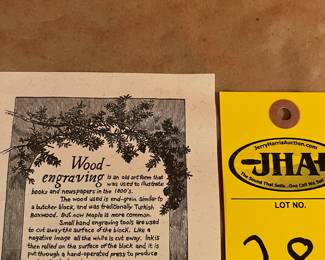 Wood-
engraving is an old art form that
was used to illustrate
books and newspapers in the 1800's.
The wood used is end-grain, similar to
a butcher block, and was traditionally Turkish
Boxwood. But now Maple is more common.
Small hand engraving tools are used
to cut away the surface of the block. Like a
negative image all the white is cut away. Ink is
then rolled on the surface of the block and it is
put through a hand-operated press to produce
JerryHarrisAuction.com
JHA
The Sound That Sells...One Call We Sell
LOT NO.
28